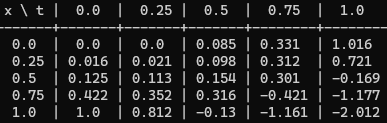 x \ t | 0.0 | 0.25 | 0.5 | 0.75 | 1.0
0.0 | 0.0 | 0.0 | 0.085 | 0.331 | 1.016
0.25 | 0.016 | 0.021 | 0.098 | 0.312 | 0.721
0.5 | 0.125 | 0.113 | 0.154 | 0.301 | -0.169
0.75 | 0.422 | 0.352 | 0.316 | -0.421 | -1.177
1.0 | 1.0 | 0.812 | -0.13 | -1.161 | -2.012